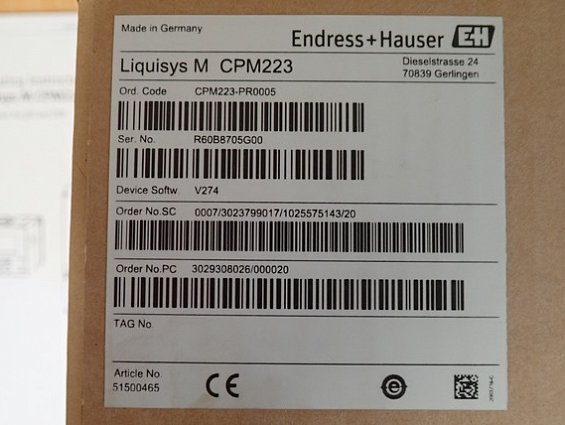 Made in Germany
Endress+Hauser EH
Liquisys M CPM223
Dieselstrasse 24
70839 Gerlingen
Ord. Code CPM223-PR0005
Ser. No. R60B8705G00
Device Softw. V274
Order No.SC 0007/3023799017/1025575143/20
Order No.PC 3029308026/000020
TAG No.
Article No.
51500465
CE